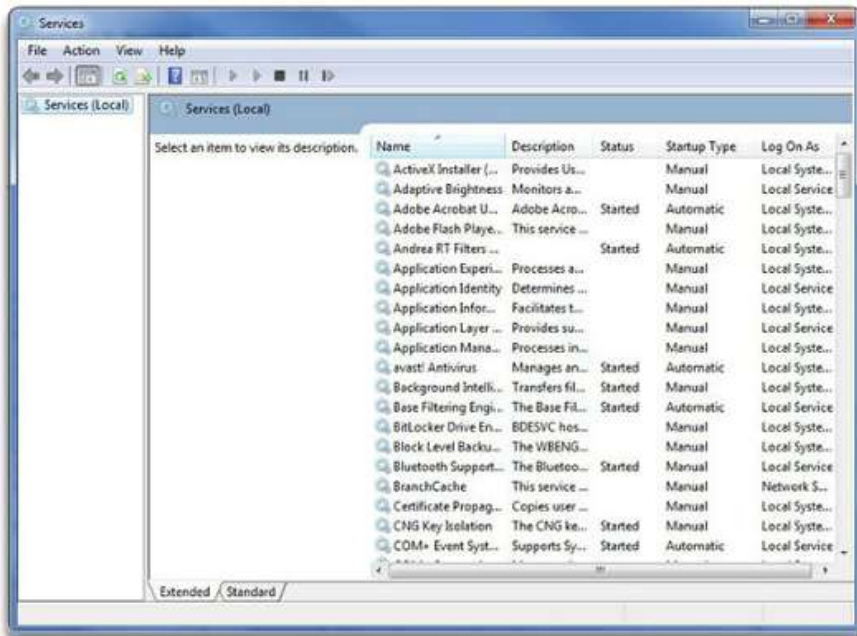 Services
File Action View Help
Services (Local)
Services (Local)
Select an item to view its description.
Name Description Status Startup Type Log On As
ActiveX Installer (... Provides Us... Manual Local Syste...
Adaptive Brightness Monitors a... Manual Local Service
Adobe Acrobat U... Adobe Acro... Started Automatic Local Syste...
Adobe Flash Playe... This service ... Manual Local Syste...
Andrea RT Filters ... Started Automatic Local Syste...
Application Experi... Processes a... Manual Local Syste...
Application Identity Determines ... Manual Local Service
Application Infor... Facilitates t... Manual Local Syste...
Application Layer ... Provides su... Manual Local Service
Application Mana... Processes in... Manual Local Syste...
avast! Antivirus Manages an... Started Automatic Local Syste...
Background Intelli... Transfers fil... Started Manual Local Syste...
Base Filtering Engi... The Base Fil... Started Automatic Local Service
BitLocker Drive En... BDESVC hos... Manual Local Syste...
Block Level Backu... The WBENG... Manual Local Syste...
Bluetooth Support... The Bluetoo... Started Manual Local Service
BranchCache This service ... Manual Network S...
Certificate Propag... Copies user ... Manual Local Syste...
CNG Key Isolation The CNG ke... Started Manual Local Syste...
COM+ Event Syst... Supports Sy... Started Automatic Local Service
Extended Standard